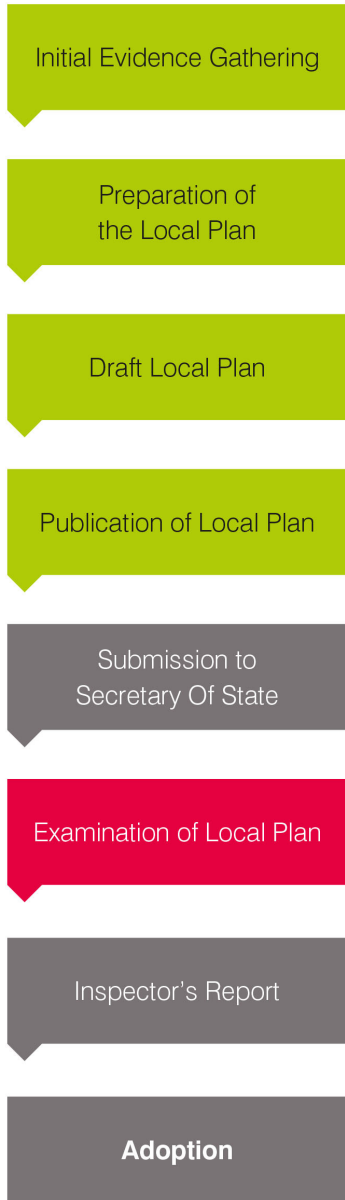 Initial Evidence Gathering
Preparation of
the Local Plan
Draft Local Plan
Publication of Local Plan
Submission to
Secretary Of State
Examination of Local Plan
Inspector’s Report
Adoption